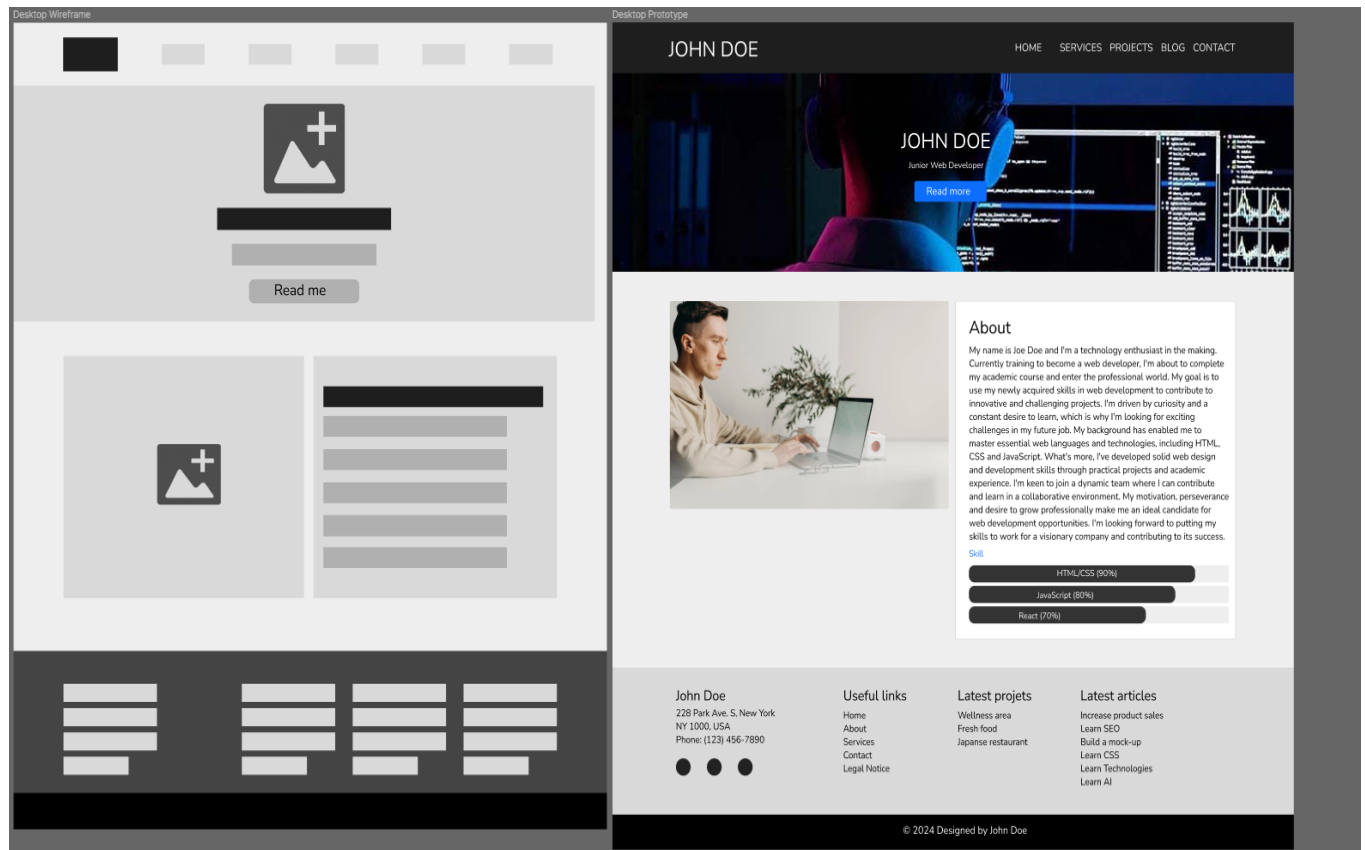 Desktop Wireframe
Read me
Desktop Prototype
JOHN DOE
HOME SERVICES PROJECTS BLOG CONTACT
JOHN DOE
Junior Web Developer
Read more
About
My name is Joe Doe and I'm a technology enthusiast in the making.
Currently training to become a web developer, I'm about to complete
my academic course and enter the professional world. My goal is to
use my newly acquired skills in web development to contribute to
innovative and challenging projects. I'm driven by curiosity and a
constant desire to learn, which is why I'm looking for exciting
challenges in my future job. My background has enabled me to
master essential web languages and technologies, including HTML,
CSS and JavaScript. What's more, I've developed solid web design
and development skills through practical projects and academic
experience. I'm keen to join a dynamic team where I can contribute
and learn in a collaborative environment. My motivation, perseverance
and desire to grow professionally make me an ideal candidate for
web development opportunities. I'm looking forward to putting my
skills to work for a visionary company and contributing to its success.
Skill
HTML/CSS (90%)
JavaScript (80%)
React (70%)
John Doe
228 Park Ave. S, New York
NY 1000, USA
Phone: (123) 456-7890
Useful links
Home
About
Services
Contact
Legal Notice
Latest projets
Wellness area
Fresh food
Japanse restaurant
Latest articles
Increase product sales
Learn SEO
Build a mock-up
Learn CSS
Learn Technologies
Learn AI
© 2024 Designed by John Doe